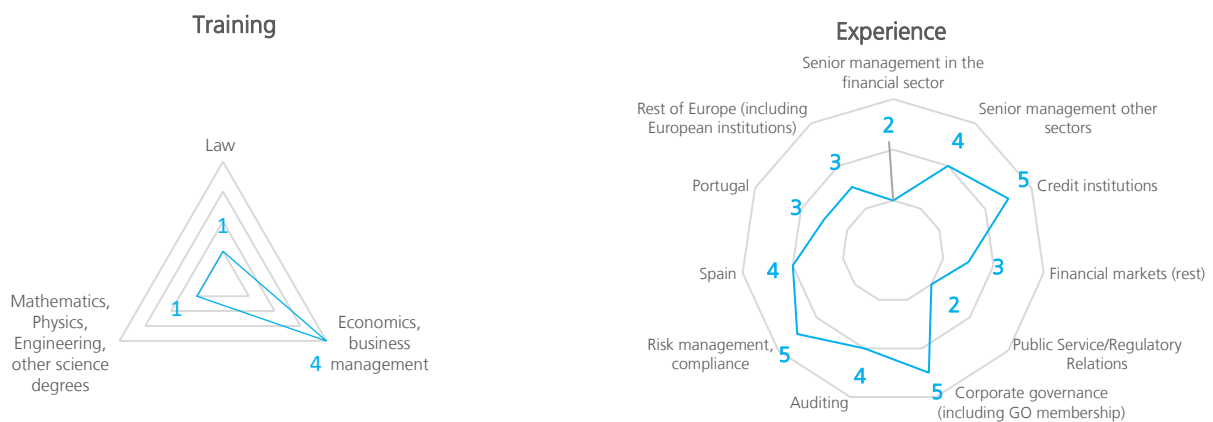 Training
Law
1
1
Mathematics,
Physics,
Engineering,
other science
degrees
Economics,
business
management
4
Experience
Senior management in the
financial sector
2
Senior management other
sectors
4
Credit institutions
5
Financial markets (rest)
3
Public Service/Regulatory
Relations
2
Corporate governance
(including GO membership)
5
Auditing
4
Risk management,
compliance
5
Spain
4
Portugal
3
Rest of Europe (including
European institutions)
3